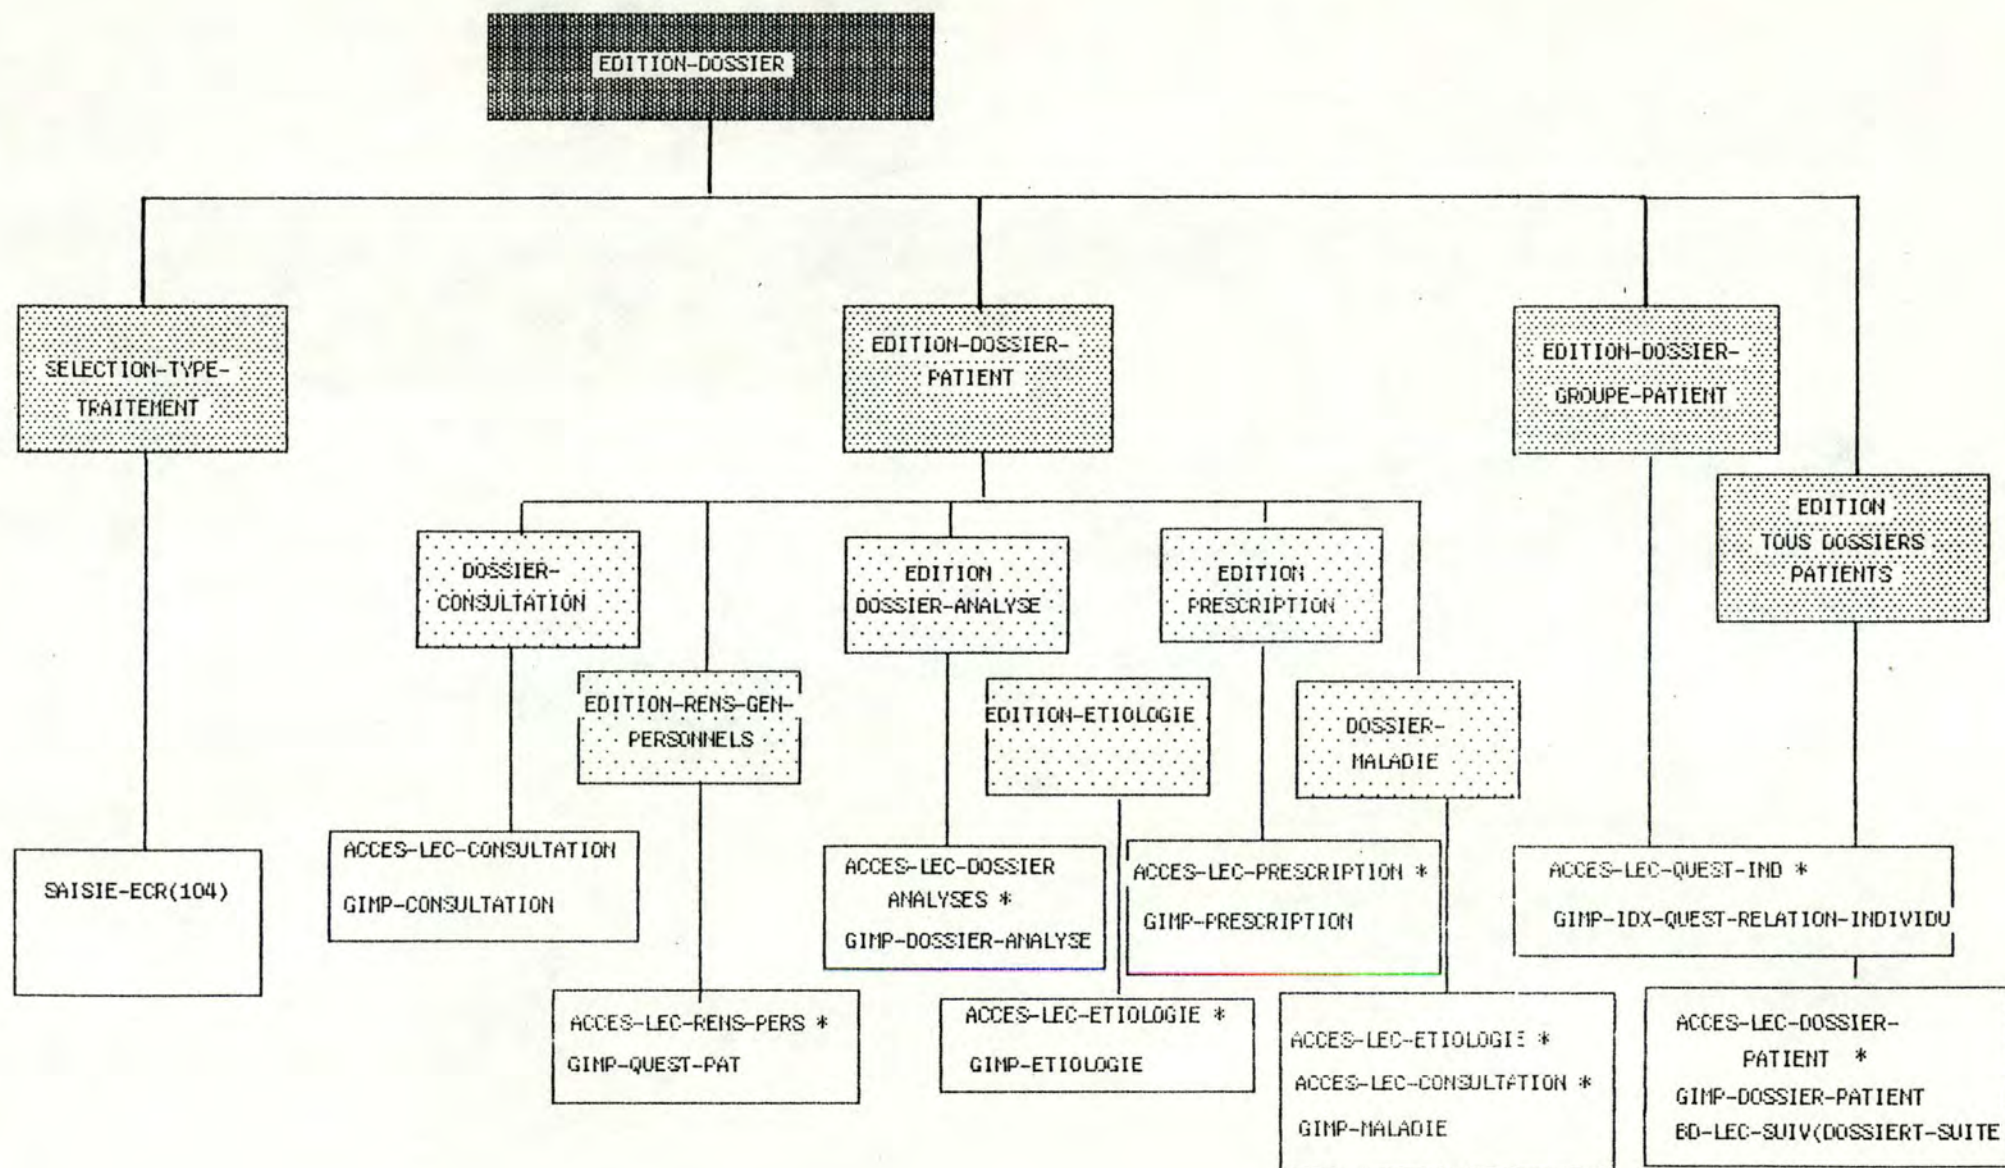 EDITION-DOSSIER
SELECTION-TYPE-
TRAITEMENT
EDITION-DOSSIER-
PATIENT
EDITION-DOSSIER-
GROUPE-PATIENT
EDITION
TOUS DOSSIERS
PATIENTS
DOSSIER-
CONSULTATION
EDITION
DOSSIER-ANALYSE
EDITION
PRESCRIPTION
EDITION-RENS-GEN-
PERSONNELS
EDITION-ETIOLOGIE
DOSSIER-
MALADIE
SAISIE-ECR(104)
ACCES-LEC-CONSULTATION
GIMP-CONSULTATION
ACCES-LEC-DOSSIER
ANALYSES *
GIMP-DOSSIER-ANALYSE
ACCES-LEC-PRESCRIPTION *
GIMP-PRESCRIPTION
ACCES-LEC-QUEST-IND *
GIMP-IDX-QUEST-RELATION-INDIVIDU
ACCES-LEC-RENS-PERS *
GIMP-QUEST-PAT
ACCES-LEC-ETIOLOGIE *
GIMP-ETIOLOGIE
ACCES-LEC-ETIOLOGIE *
ACCES-LEC-CONSULTATION *
GIMP-MALADIE
ACCES-LEC-DOSSIER-
PATIENT *
GIMP-DOSSIER-PATIENT
BD-LEC-SUIV(DOSSIERT-SUITE